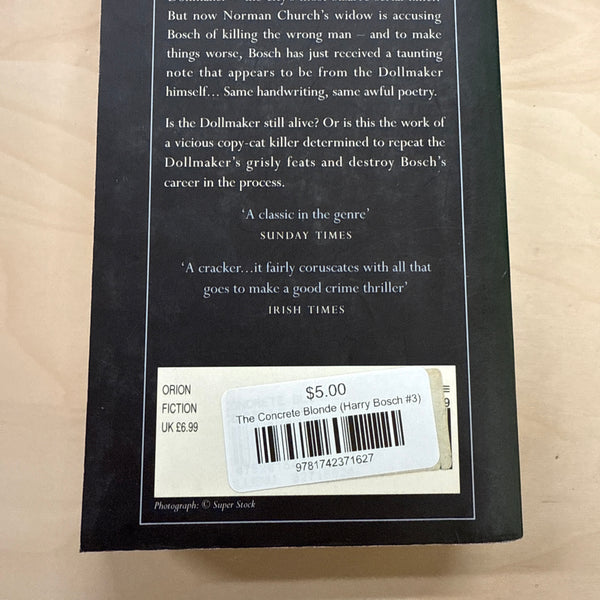 But now Norman Church's widow is accusing
Bosch of killing the wrong man – and to make
things worse, Bosch has just received a taunting
note that appears to be from the Dollmaker
himself... Same handwriting, same awful poetry.
Is the Dollmaker still alive? Or is this the work of
a vicious copy-cat killer determined to repeat the
Dollmaker's grisly feats and destroy Bosch's
career in the process.
'A classic in the genre'
SUNDAY TIMES
'A cracker...it fairly coruscates with all that
goes to make a good crime thriller'
IRISH TIMES
ORION
FICTION
UK £6.99
$5.00
The Concrete Blonde (Harry Bosch #3)
9781742371627
9
Photograph: © Super Stock